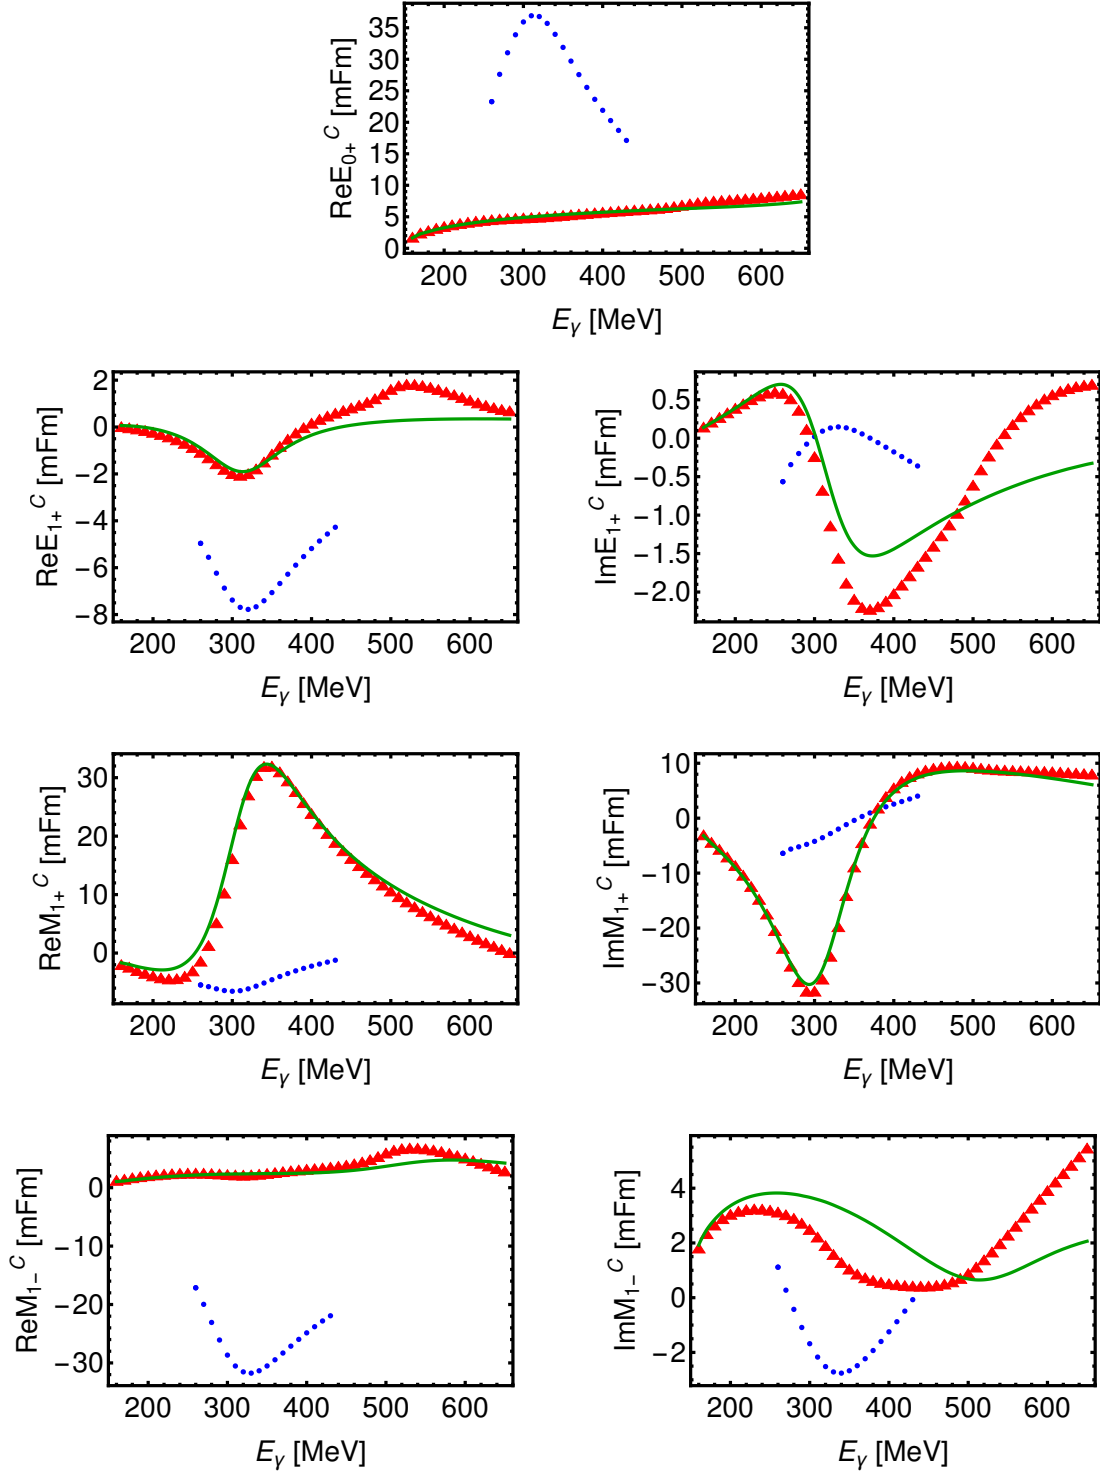 ReE0+^C [mFm]
35
30
25
20
15
10
5
0
200 300 400 500 600
Eγ [MeV]
ReE1+^C [mFm]
2
0
−2
−4
−6
−8
200 300 400 500 600
Eγ [MeV]
ImE1+^C [mFm]
0.5
0.0
−0.5
−1.0
−1.5
−2.0
200 300 400 500 600
Eγ [MeV]
ReM1+^C [mFm]
30
20
10
0
200 300 400 500 600
Eγ [MeV]
ImM1+^C [mFm]
10
0
−10
−20
−30
200 300 400 500 600
Eγ [MeV]
ReM1−^C [mFm]
0
−10
−20
−30
200 300 400 500 600
Eγ [MeV]
ImM1−^C [mFm]
4
2
0
−2
200 300 400 500 600
Eγ [MeV]